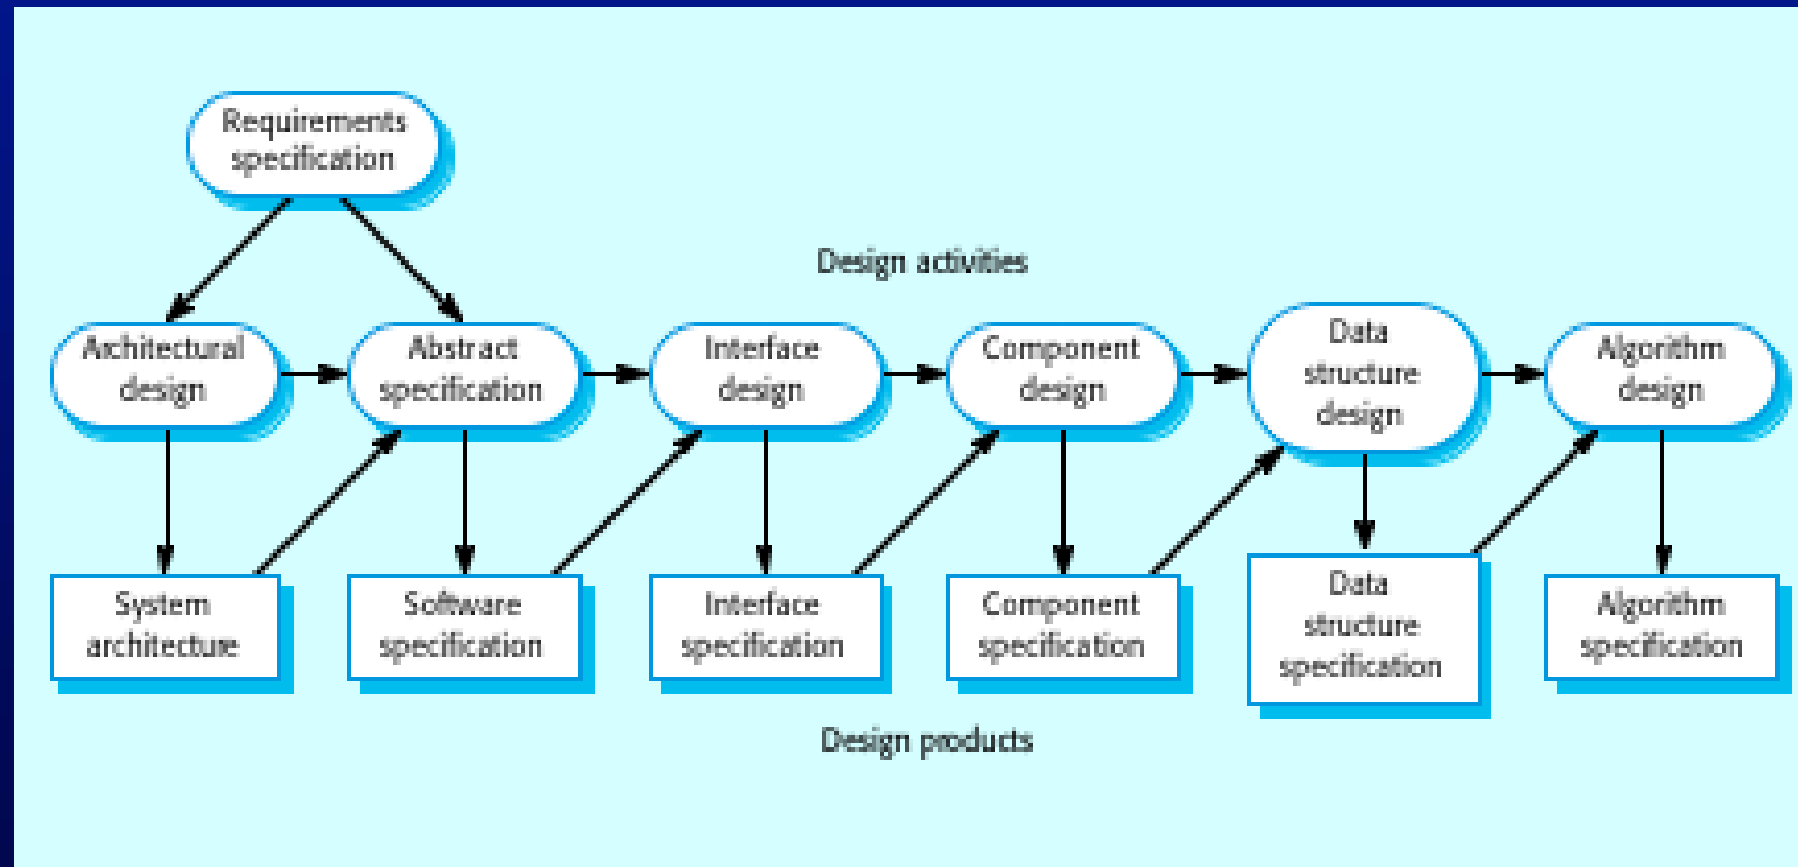 Requirements
specification
Design activities
Architectural
design
Abstract
specification
Interface
design
Component
design
Data
structure
design
Algorithm
design
System
architecture
Software
specification
Interface
specification
Component
specification
Data
structure
specification
Algorithm
specification
Design products